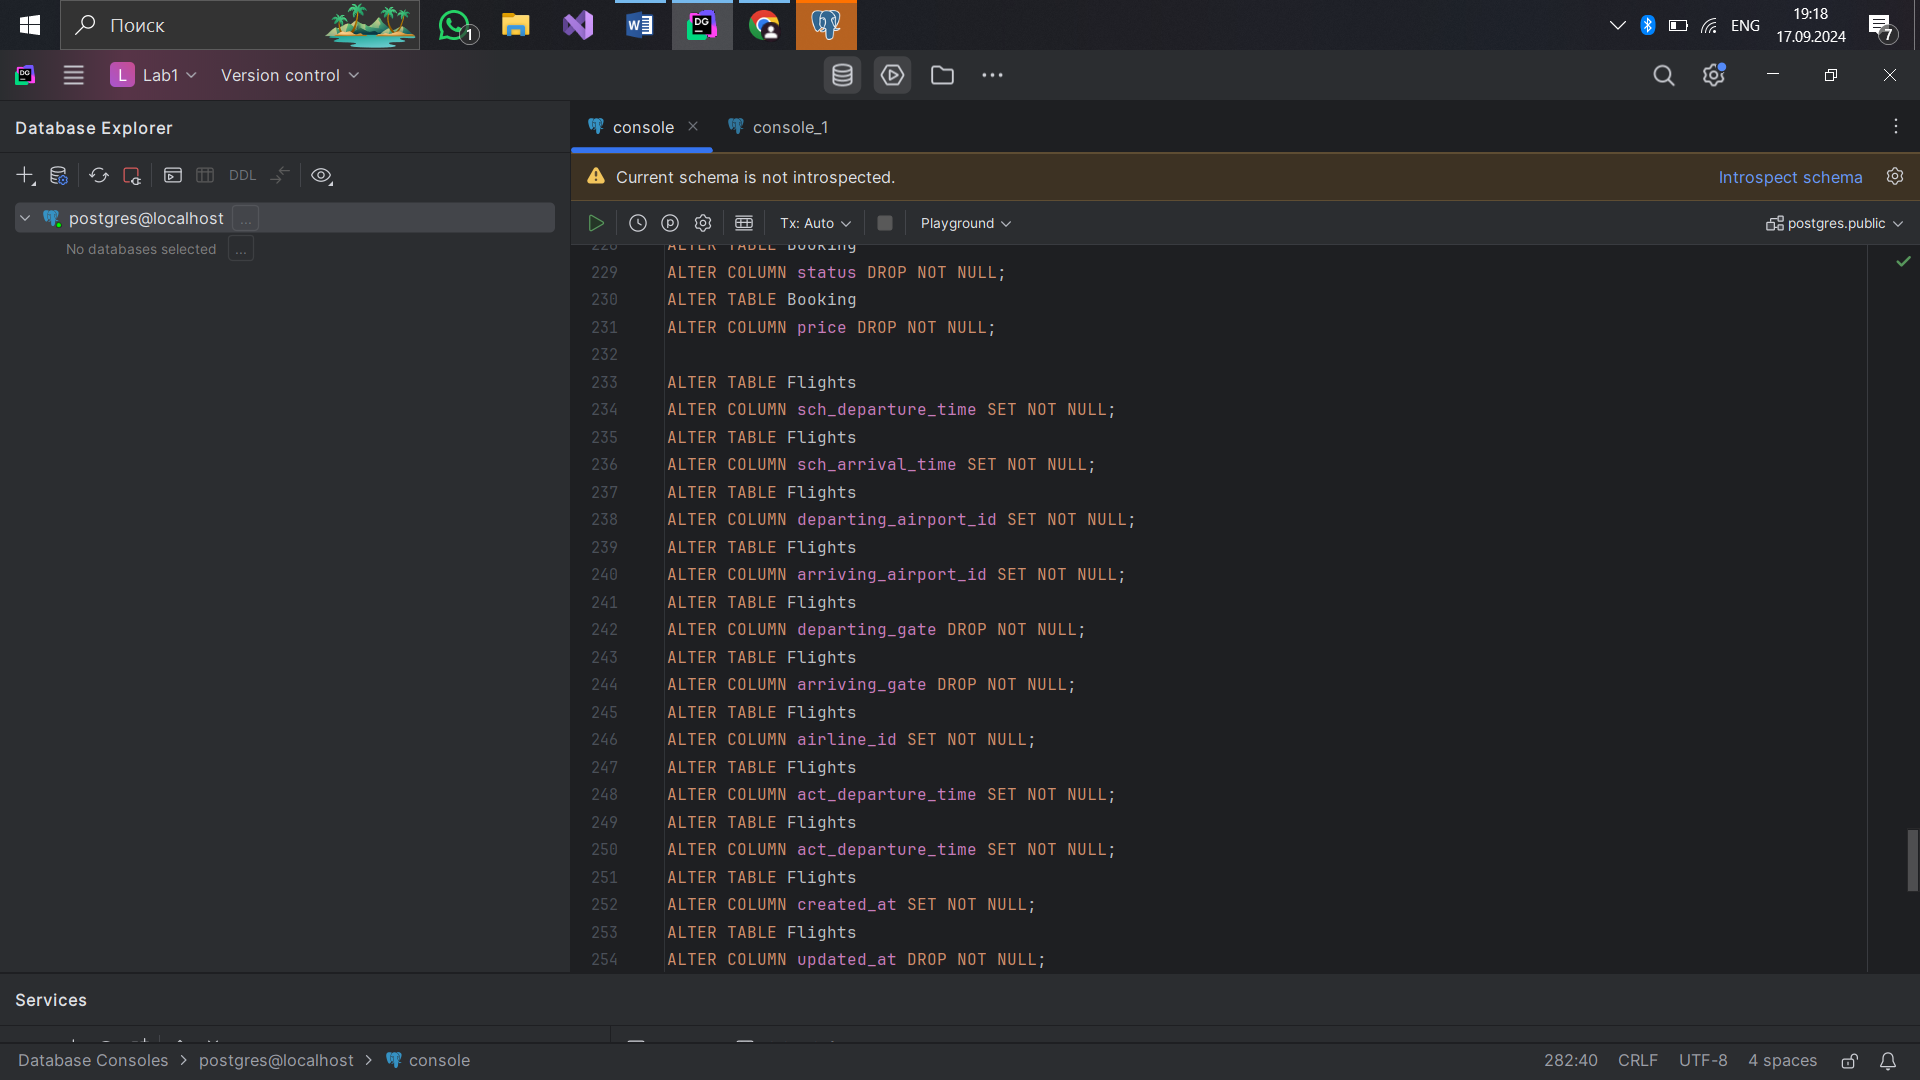 Поиск
1
ENG
19:18
17.09.2024
7
L Lab1
Version control
Database Explorer
console
console_1
DDL
Current schema is not introspected.
Introspect schema
postgres@localhost ...
No databases selected ...
Tx: Auto
Playground
postgres.public
228 ALTER TABLE Booking
229 ALTER COLUMN status DROP NOT NULL;
230 ALTER TABLE Booking
231 ALTER COLUMN price DROP NOT NULL;
232
233 ALTER TABLE Flights
234 ALTER COLUMN sch_departure_time SET NOT NULL;
235 ALTER TABLE Flights
236 ALTER COLUMN sch_arrival_time SET NOT NULL;
237 ALTER TABLE Flights
238 ALTER COLUMN departing_airport_id SET NOT NULL;
239 ALTER TABLE Flights
240 ALTER COLUMN arriving_airport_id SET NOT NULL;
241 ALTER TABLE Flights
242 ALTER COLUMN departing_gate DROP NOT NULL;
243 ALTER TABLE Flights
244 ALTER COLUMN arriving_gate DROP NOT NULL;
245 ALTER TABLE Flights
246 ALTER COLUMN airline_id SET NOT NULL;
247 ALTER TABLE Flights
248 ALTER COLUMN act_departure_time SET NOT NULL;
249 ALTER TABLE Flights
250 ALTER COLUMN act_departure_time SET NOT NULL;
251 ALTER TABLE Flights
252 ALTER COLUMN created_at SET NOT NULL;
253 ALTER TABLE Flights
254 ALTER COLUMN updated_at DROP NOT NULL;
Services
Database Consoles > postgres@localhost > console
282:40 CRLF UTF-8 4 spaces